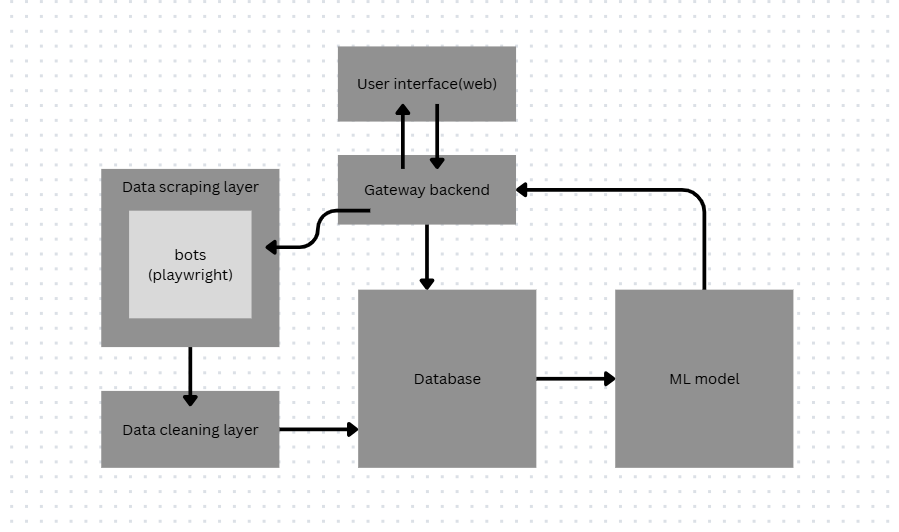 User interface(web)
Gateway backend
Data scraping layer
bots
(playwright)
Database
ML model
Data cleaning layer